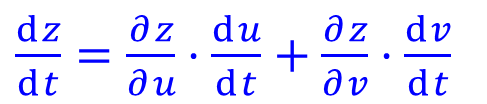 dz/dt = ∂z/∂u · du/dt + ∂z/∂v · dv/dt